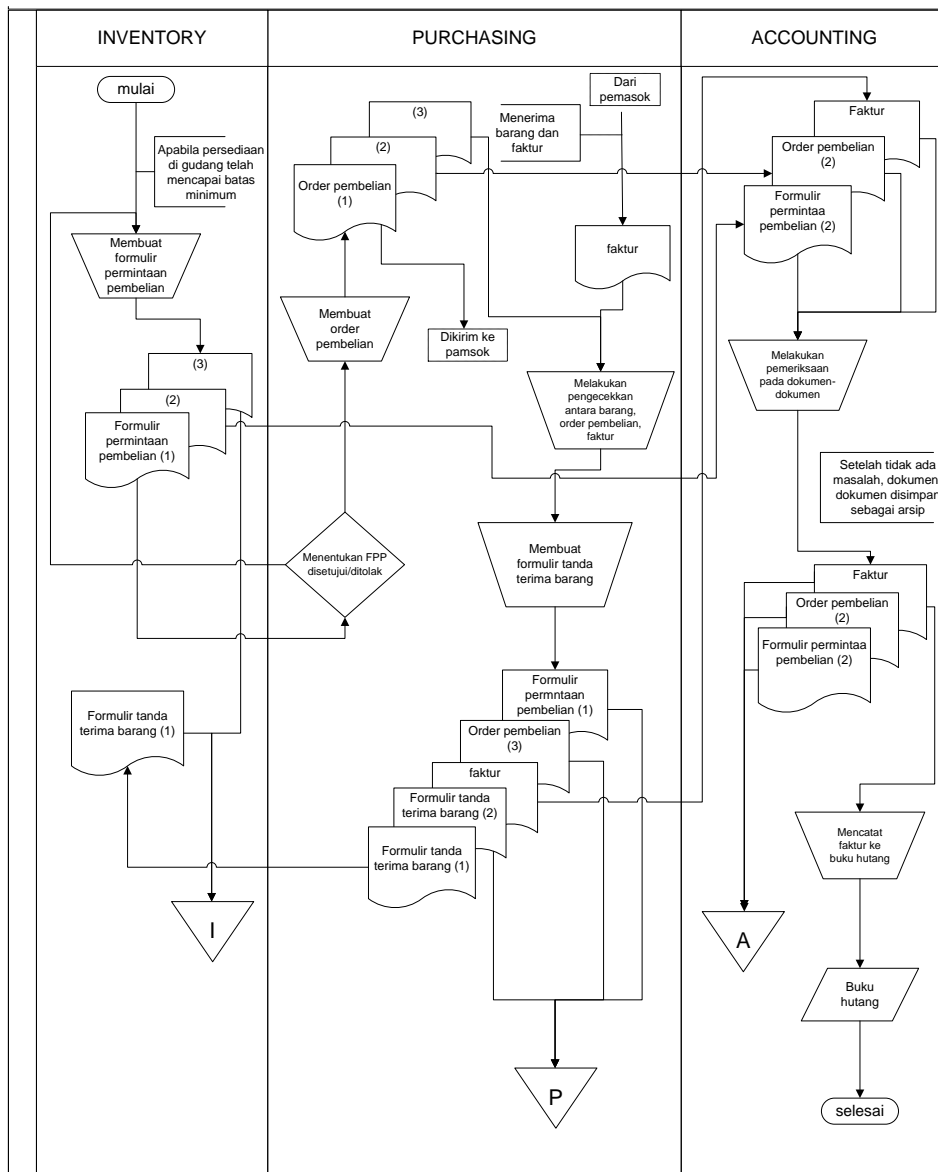 INVENTORY
PURCHASING
ACCOUNTING
mulai
Apabila persediaan
di gudang telah
mencapai batas
minimum
Membuat
formulir
permintaan
pembelian
(3)
(2)
Formulir
permintaan
pembelian (1)
Formulir tanda
terima barang (1)
I
(3)
(2)
Order pembelian
(1)
Membuat
order
pembelian
Dikirim ke
pamsok
Menentukan FPP
disetujui/ditolak
Dari
pemasok
Menerima
barang dan
faktur
faktur
Melakukan
pengecekkan
antara barang,
order pembelian,
faktur
Membuat
formulir tanda
terima barang
Formulir
permntaan
pembelian (1)
Order pembelian
(3)
faktur
Formulir tanda
terima barang (2)
Formulir tanda
terima barang (1)
P
Faktur
Order pembelian
(2)
Formulir
permintaa
pembelian (2)
Melakukan
pemeriksaan
pada dokumen-
dokumen
Setelah tidak ada
masalah, dokumen
dokumen disimpan
sebagai arsip
Faktur
Order pembelian
(2)
Formulir permintaa
pembelian (2)
A
Mencatat
faktur ke
buku hutang
Buku
hutang
selesai